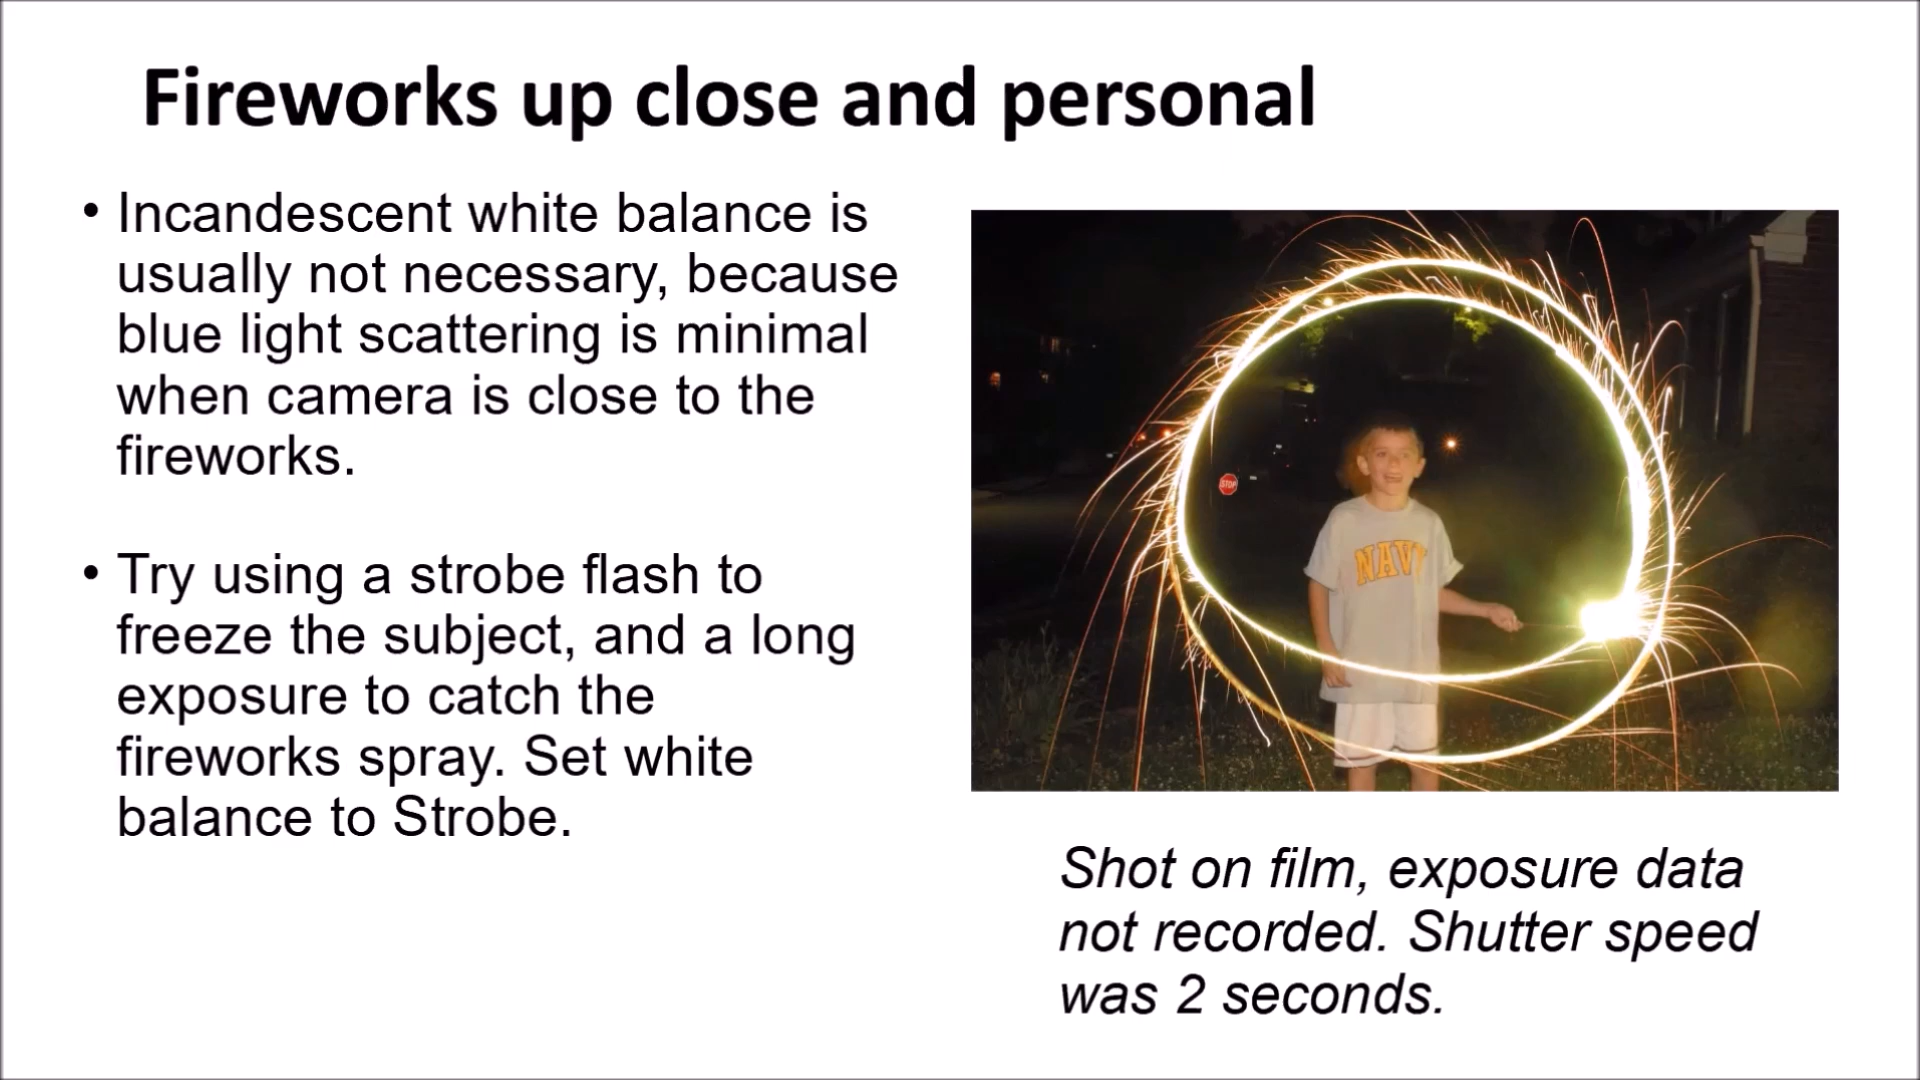 Fireworks up close and personal
• Incandescent white balance is
usually not necessary, because
blue light scattering is minimal
when camera is close to the
fireworks.
• Try using a strobe flash to
freeze the subject, and a long
exposure to catch the
fireworks spray. Set white
balance to Strobe.
STOP
NAVY
Shot on film, exposure data
not recorded. Shutter speed
was 2 seconds.